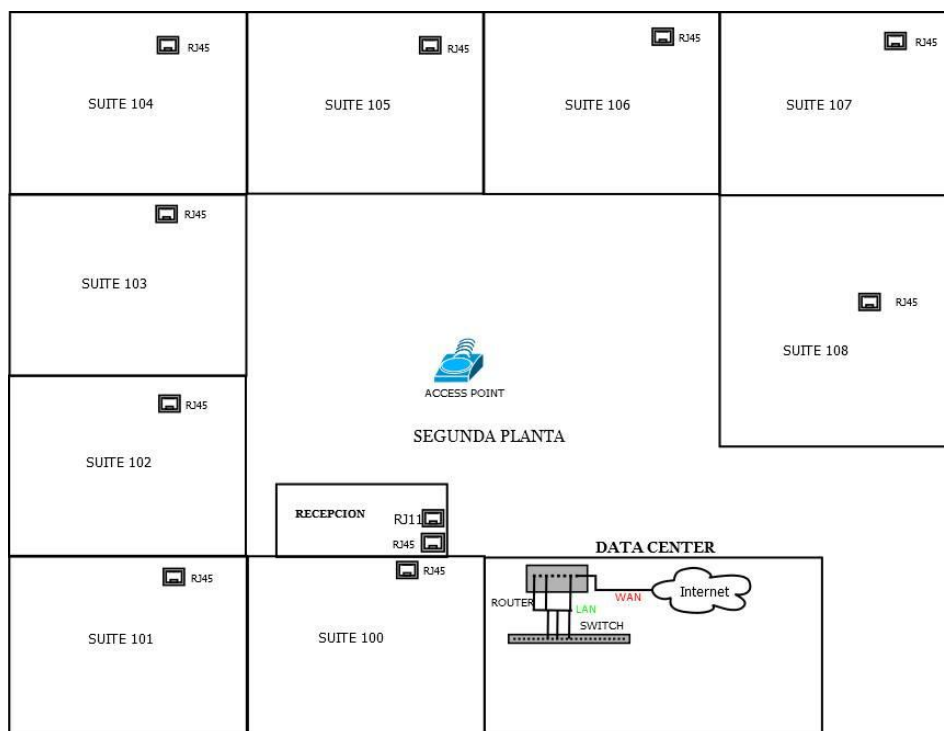 RJ45
RJ45
RJ45
RJ45
SUITE 104
SUITE 105
SUITE 106
SUITE 107
RJ45
SUITE 103
RJ45
SUITE 108
ACCESS POINT
RJ45
SEGUNDA PLANTA
SUITE 102
RECEPCION
RJ11
RJ45
DATA CENTER
RJ45
SUITE 101
RJ45
SUITE 100
ROUTER
WAN
Internet
LAN
SWITCH